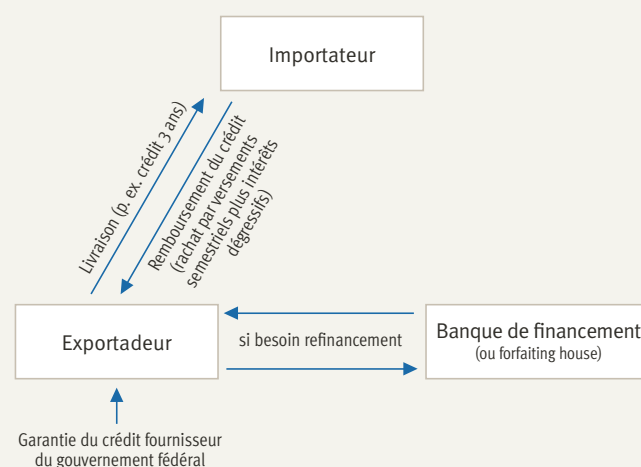 Importateur
Livraison (p. ex. crédit 3 ans)
Remboursement du crédit
(rachat par versements
semestriels plus intérêts
dégressifs)
Exportadeur
si besoin refinancement
Banque de financement
(ou forfaiting house)
Garantie du crédit fournisseur
du gouvernement fédéral